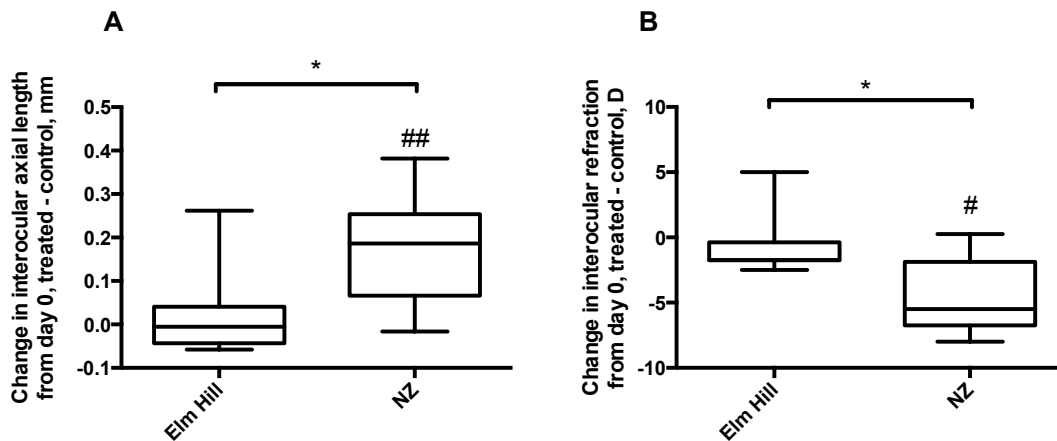 A
*
Change in interocular axial length
from day 0, treated - control, mm
0.5
0.4
0.3
0.2
0.1
0.0
-0.1
##
Elm Hill
NZ
B
*
Change in interocular refraction
from day 0, treated - control, D
10
5
0
-5
-10
#
Elm Hill
NZ